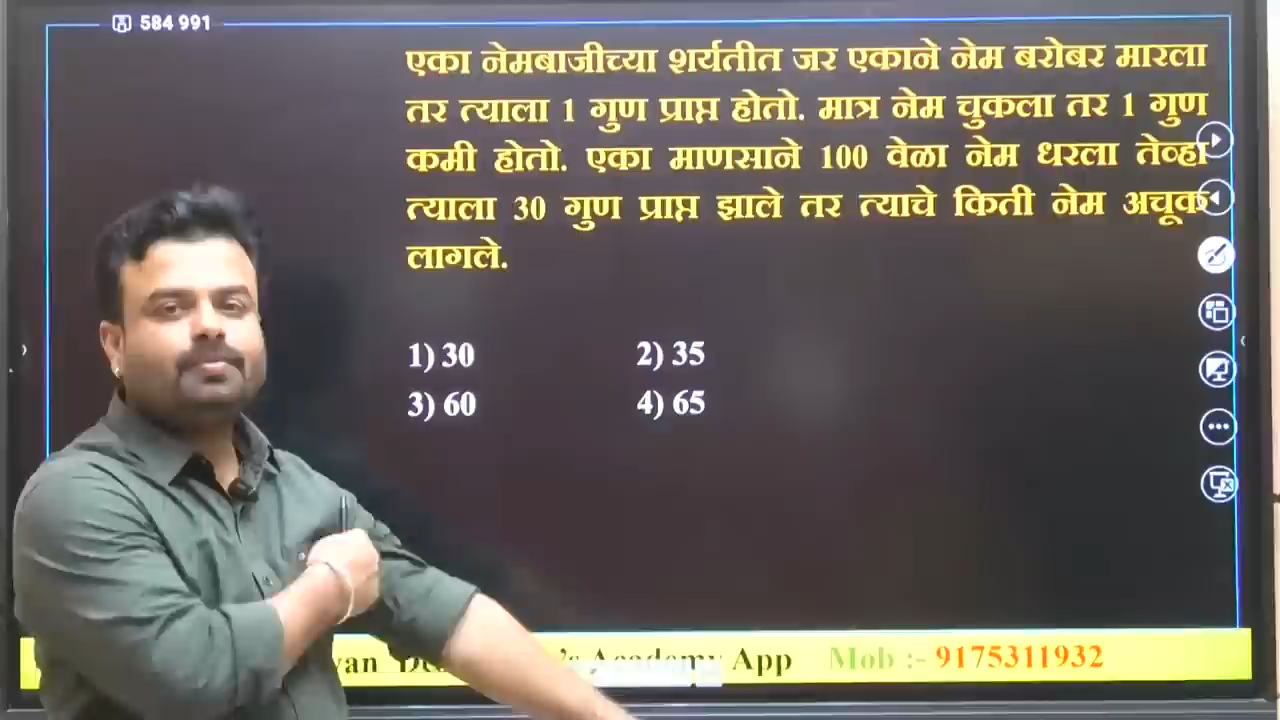 584 991
एका नेमबाजीच्या शर्यतीत जर एकाने नेम बरोबर मारला
तर त्याला 1 गुण प्राप्त होतो. मात्र नेम चुकला तर 1 गुण
कमी होतो. एका माणसाने 100 वेळा नेम धरला तेव्हा
त्याला 30 गुण प्राप्त झाले तर त्याचे किती नेम अचूक
लागले.
1) 30 2) 35
3) 60 4) 65
Academy App Mob :- 9175311932